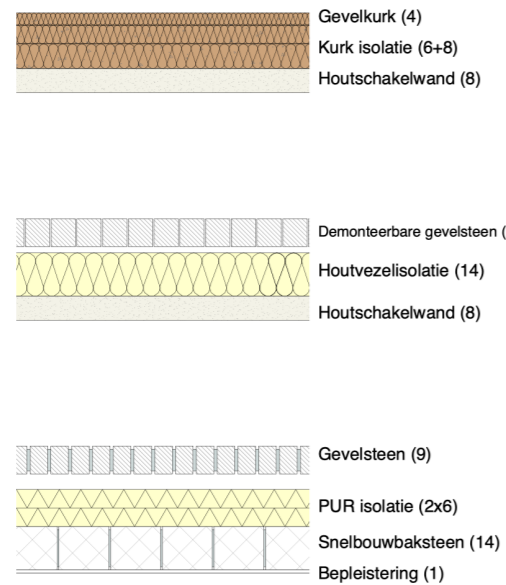 Gevelkurk (4)
Kurk isolatie (6+8)
Houtschakelwand (8)
Demonteerbare gevelsteen (
Houtvezelisolatie (14)
Houtschakelwand (8)
Gevelsteen (9)
PUR isolatie (2x6)
Snelbouwbaksteen (14)
Bepleistering (1)